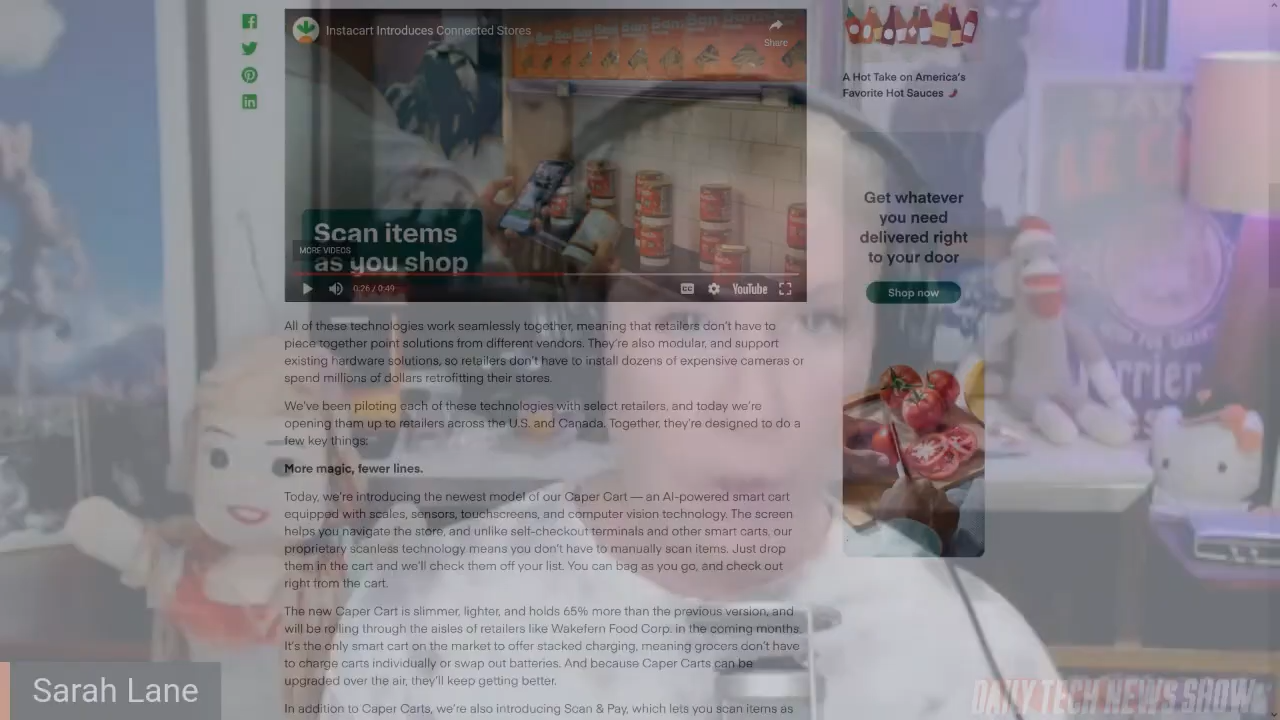 Instacart Introduces Connected Stores
Share
Scan items
as you shop
MORE VIDEOS
0:26 / 0:49
CC
YouTube
A Hot Take on America's
Favorite Hot Sauces
Get whatever
you need
delivered right
to your door
Shop now
All of these technologies work seamlessly together, meaning that retailers don't have to
piece together point solutions from different vendors. They're also modular, and support
existing hardware solutions, so retailers don't have to install dozens of expensive cameras or
spend millions of dollars retrofitting their stores.
We've been piloting each of these technologies with select retailers, and today we're
opening them up to retailers across the U.S. and Canada. Together, they're designed to do a
few key things:
More magic, fewer lines.
Today, we're introducing the newest model of our Caper Cart — an AI-powered smart cart
equipped with scales, sensors, touchscreens, and computer vision technology. The screen
helps you navigate the store, and unlike self-checkout terminals and other smart carts, our
proprietary scanless technology means you don't have to manually scan items. Just drop
them in the cart and we'll check them off your list. You can bag as you go, and check out
right from the cart.
The new Caper Cart is slimmer, lighter, and holds 65% more than the previous version, and
will be rolling through the aisles of retailers like Wakefern Food Corp. in the coming months.
It's the only smart cart on the market to offer stacked charging, meaning grocers don't have
to charge carts individually or swap out batteries. And because Caper Carts can be
upgraded over the air, they'll keep getting better.
In addition to Caper Carts, we're also introducing Scan & Pay, which lets you scan items as
Sarah Lane
DAILY TECH NEWS SHOW